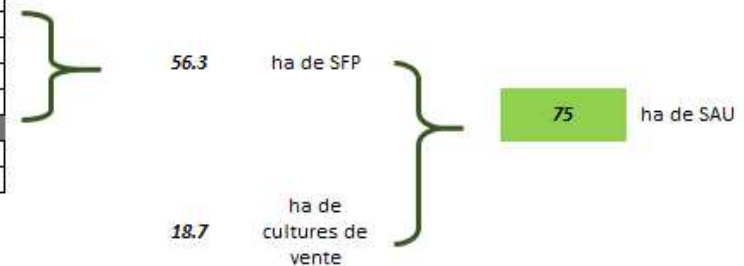 56.3 ha de SFP
75 ha de SAU
18.7 ha de
cultures de
vente